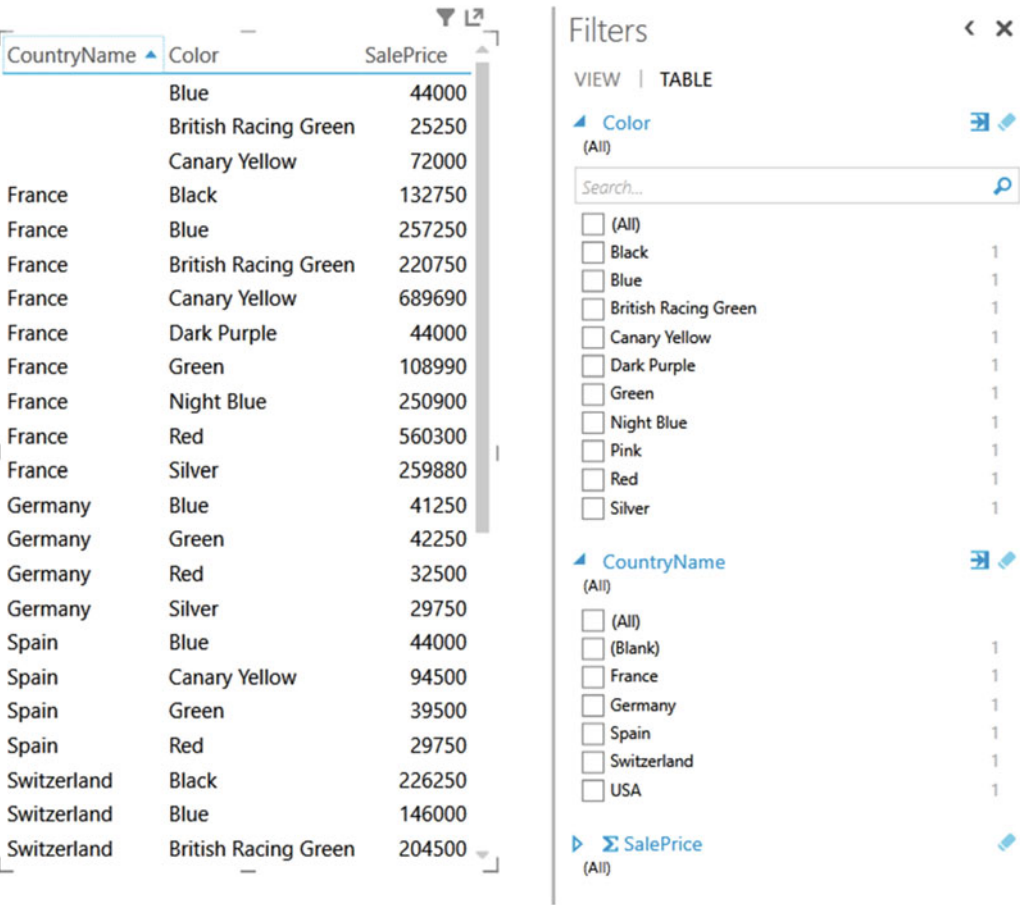 CountryName Color SalePrice
Blue 44000
British Racing Green 25250
Canary Yellow 72000
France Black 132750
France Blue 257250
France British Racing Green 220750
France Canary Yellow 689690
France Dark Purple 44000
France Green 108990
France Night Blue 250900
France Red 560300
France Silver 259880
Germany Blue 41250
Germany Green 42250
Germany Red 32500
Germany Silver 29750
Spain Blue 44000
Spain Canary Yellow 94500
Spain Green 39500
Spain Red 29750
Switzerland Black 226250
Switzerland Blue 146000
Switzerland British Racing Green 204500
Filters
VIEW | TABLE
Color
(All)
Search...
(All)
Black 1
Blue 1
British Racing Green 1
Canary Yellow 1
Dark Purple 1
Green 1
Night Blue 1
Pink 1
Red 1
Silver 1
CountryName
(All)
(All)
(Blank) 1
France 1
Germany 1
Spain 1
Switzerland 1
USA 1
Σ SalePrice
(All)